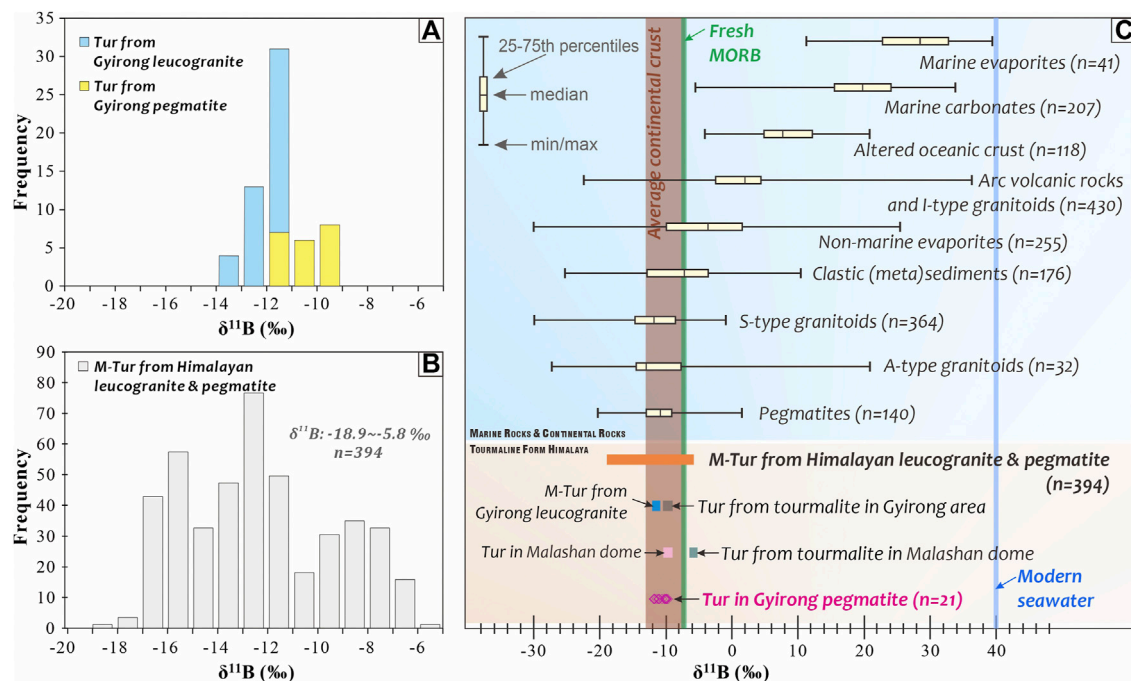 A
Tur from
Gyirong leucogranite
Tur from
Gyirong pegmatite
Frequency
35
30
25
20
15
10
5
0
-20 -18 -16 -14 -12 -10 -8 -6
δ¹¹B (‰)
B
M-Tur from Himalayan
leucogranite & pegmatite
δ¹¹B: -18.9~-5.8 ‰
n=394
Frequency
90
80
70
60
50
40
30
20
10
0
-20 -18 -16 -14 -12 -10 -8 -6
δ¹¹B (‰)
C
25-75th percentiles
median
min/max
Average continental crust
Fresh
MORB
Marine evaporites (n=41)
Marine carbonates (n=207)
Altered oceanic crust (n=118)
Arc volcanic rocks
and I-type granitoids (n=430)
Non-marine evaporites (n=255)
Clastic (meta)sediments (n=176)
S-type granitoids (n=364)
A-type granitoids (n=32)
Pegmatites (n=140)
Marine Rocks & Continental Rocks
Tourmaline Form Himalaya
M-Tur from Himalayan leucogranite & pegmatite
(n=394)
M-Tur from
Gyirong leucogranite
Tur from tourmalite in Gyirong area
Tur in Malashan dome
Tur from tourmalite in Malashan dome
Tur in Gyirong pegmatite (n=21)
Modern
seawater
-30 -20 -10 0 10 20 30 40
δ¹¹B (‰)